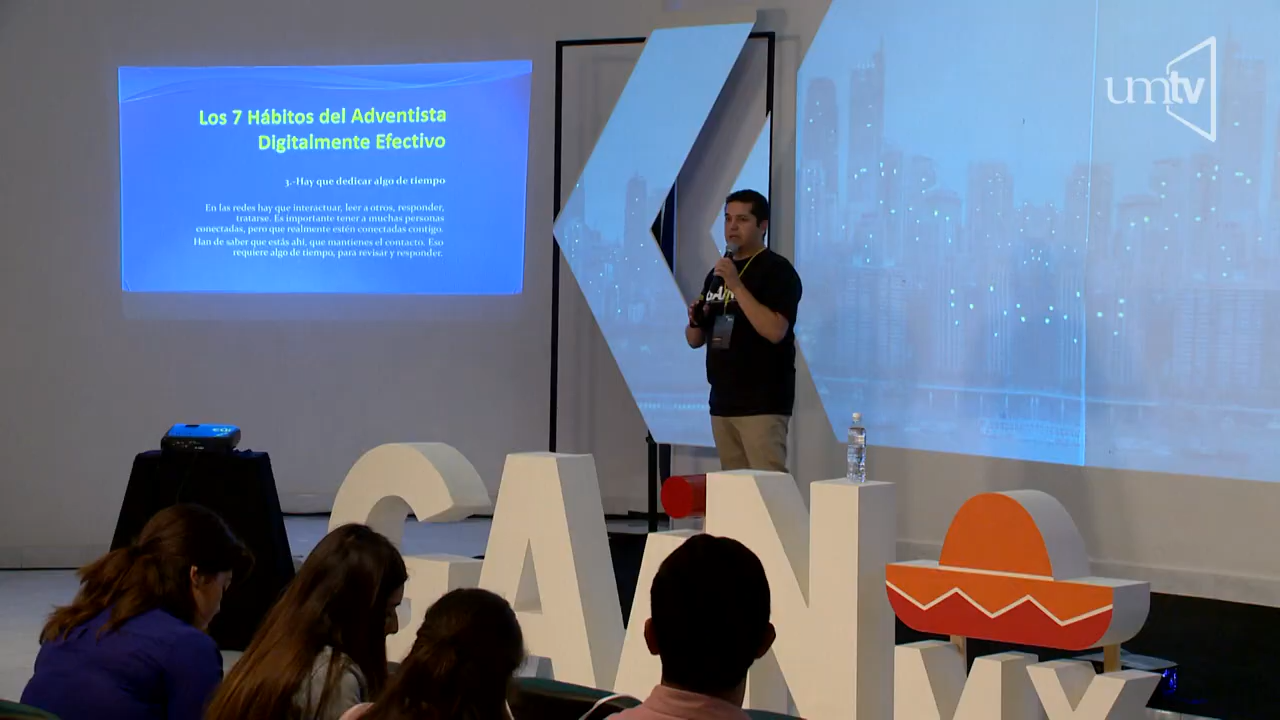 Los 7 Hábitos del Adventista
Digitalmente Efectivo
3.-Hay que dedicar algo de tiempo
En las redes hay que interactuar, leer a otros, responder,
tratarse. Es importante tener a muchas personas
conectadas, pero que realmente estén conectadas contigo.
Han de saber que estás ahí, que mantienes el contacto. Eso
requiere algo de tiempo, para revisar y responder.
umtv
GAiN
MX